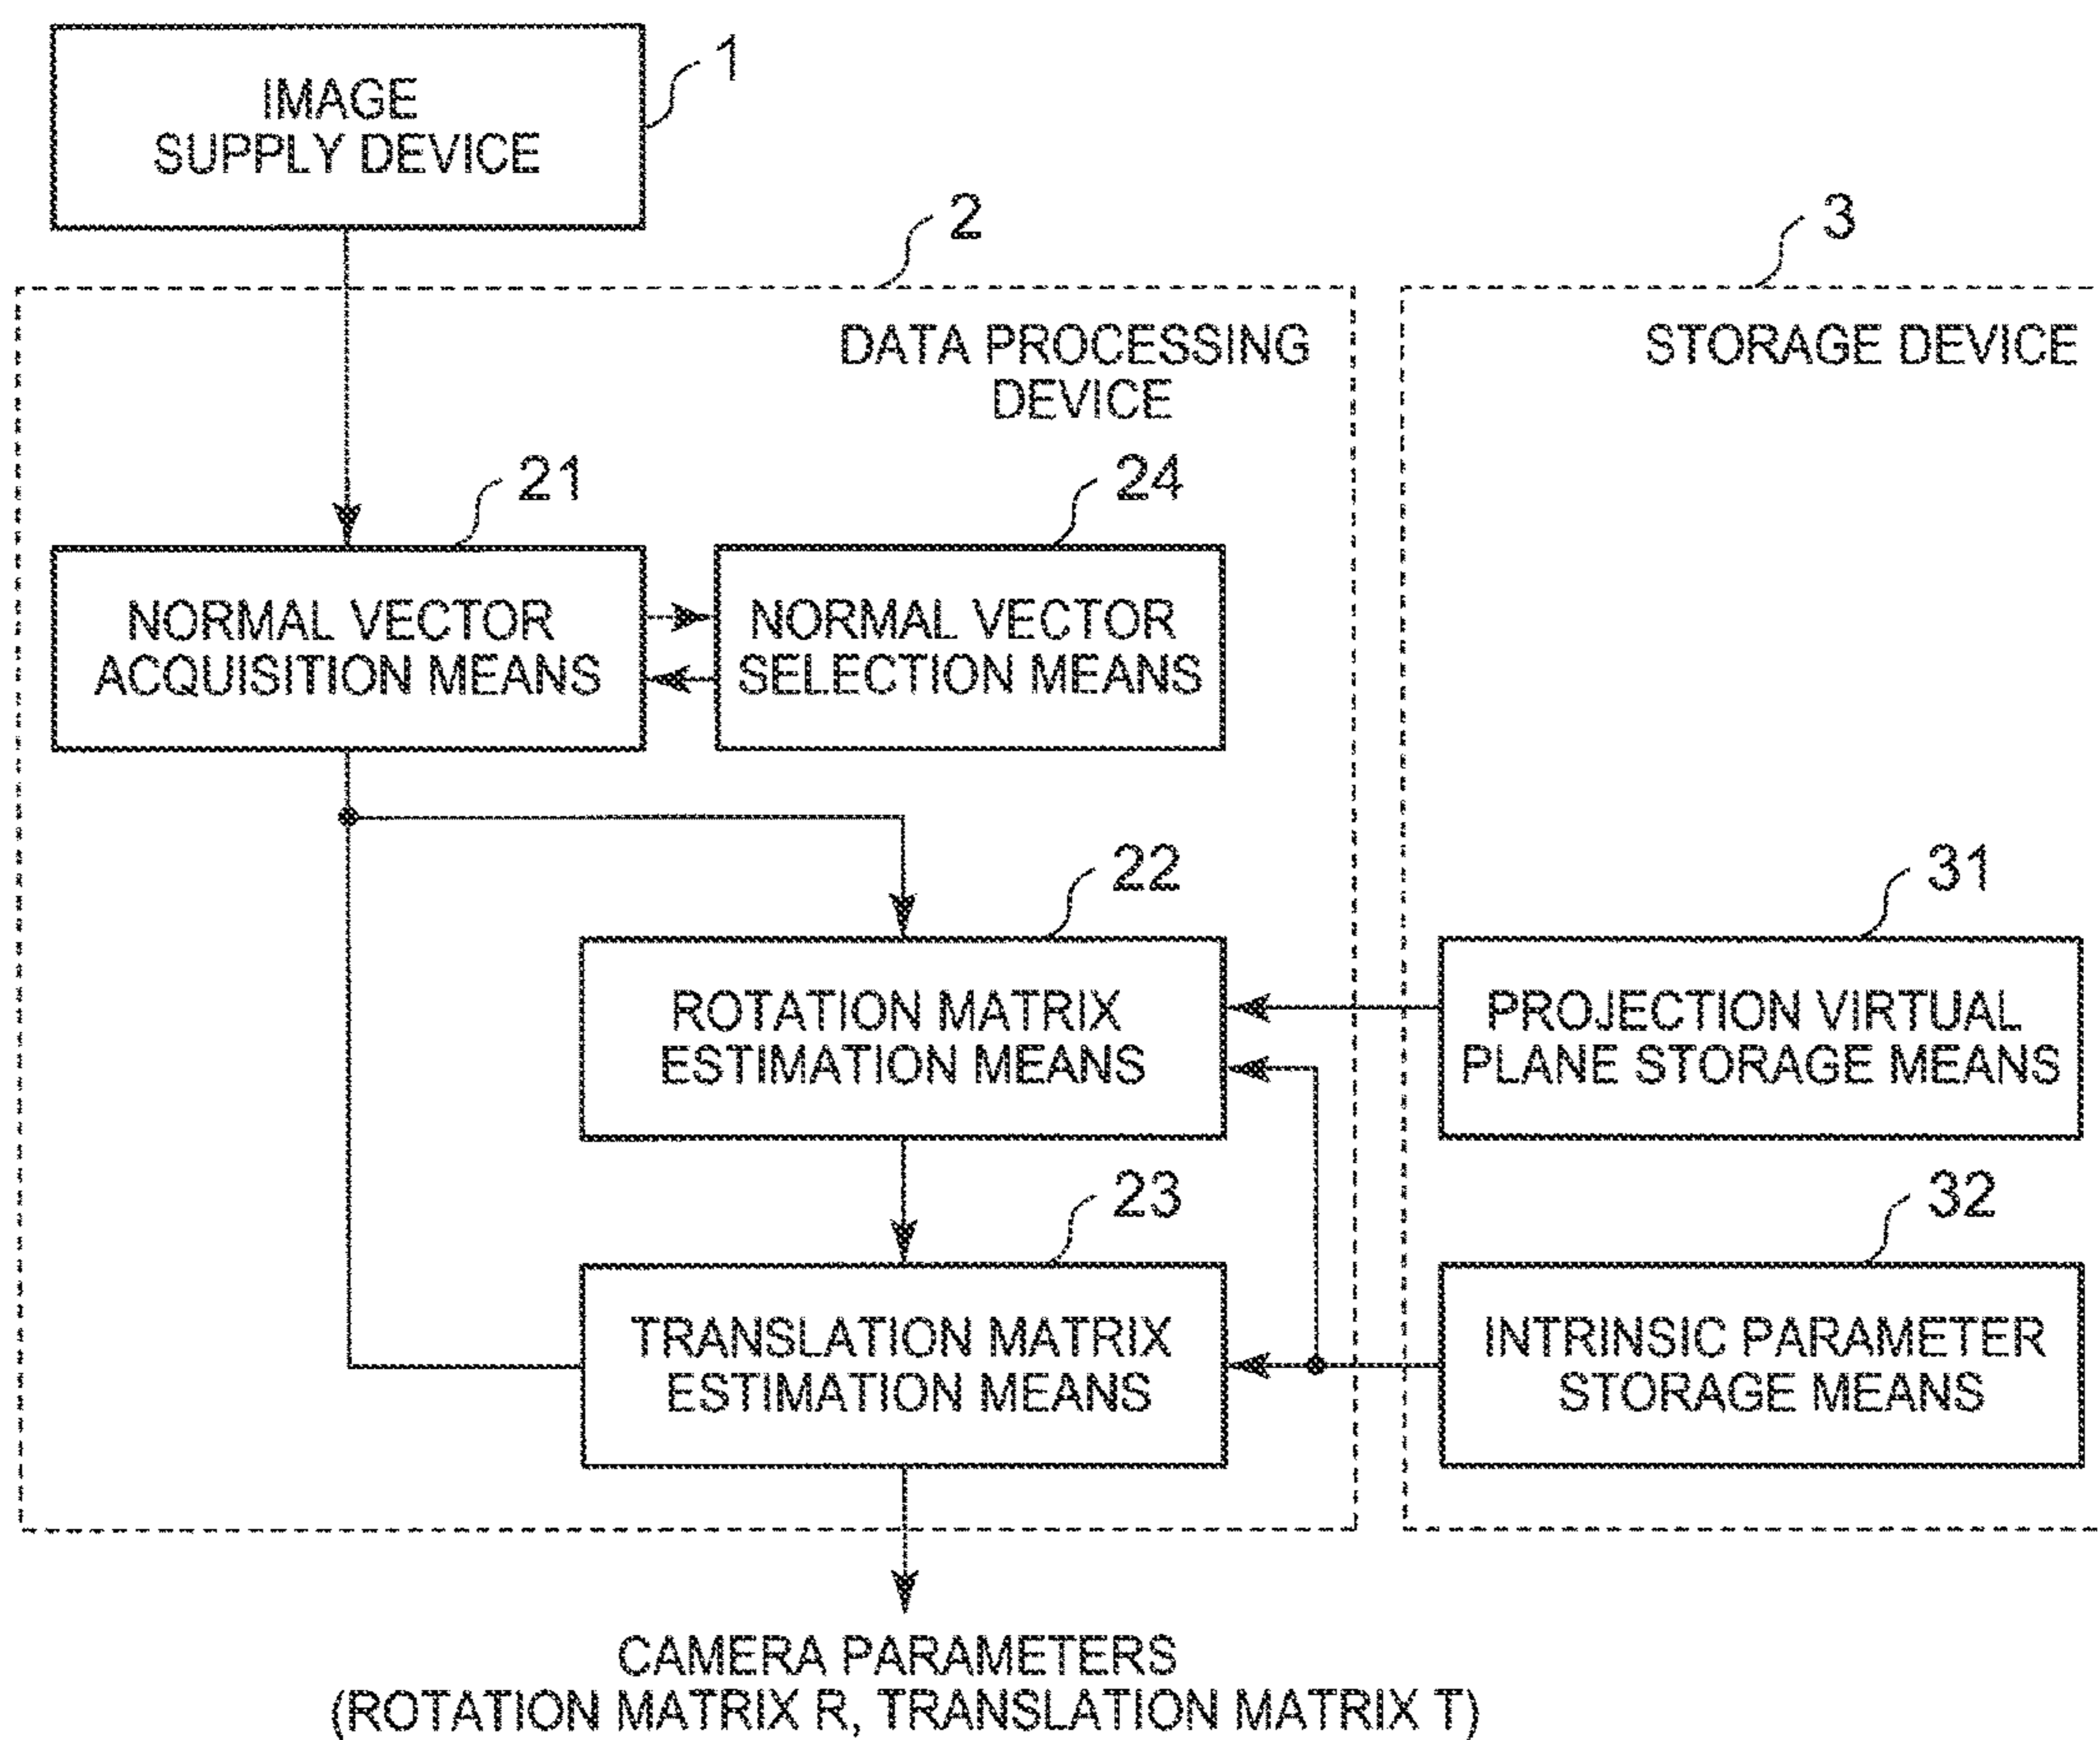 IMAGE
SUPPLY DEVICE
1
2
3
DATA PROCESSING
DEVICE
STORAGE DEVICE
21
24
NORMAL VECTOR
ACQUISITION MEANS
NORMAL VECTOR
SELECTION MEANS
22
31
ROTATION MATRIX
ESTIMATION MEANS
PROJECTION VIRTUAL
PLANE STORAGE MEANS
23
32
TRANSLATION MATRIX
ESTIMATION MEANS
INTRINSIC PARAMETER
STORAGE MEANS
CAMERA PARAMETERS
(ROTATION MATRIX R, TRANSLATION MATRIX T)